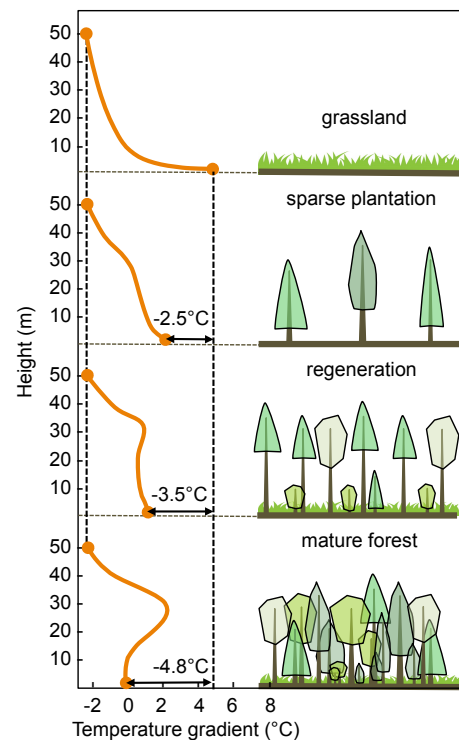 50
40
30
20
10
grassland
50
40
30
20
10
sparse plantation
-2.5°C
50
40
30
20
10
regeneration
-3.5°C
50
40
30
20
10
mature forest
-4.8°C
Height (m)
-2 0 2 4 6 8
Temperature gradient (°C)